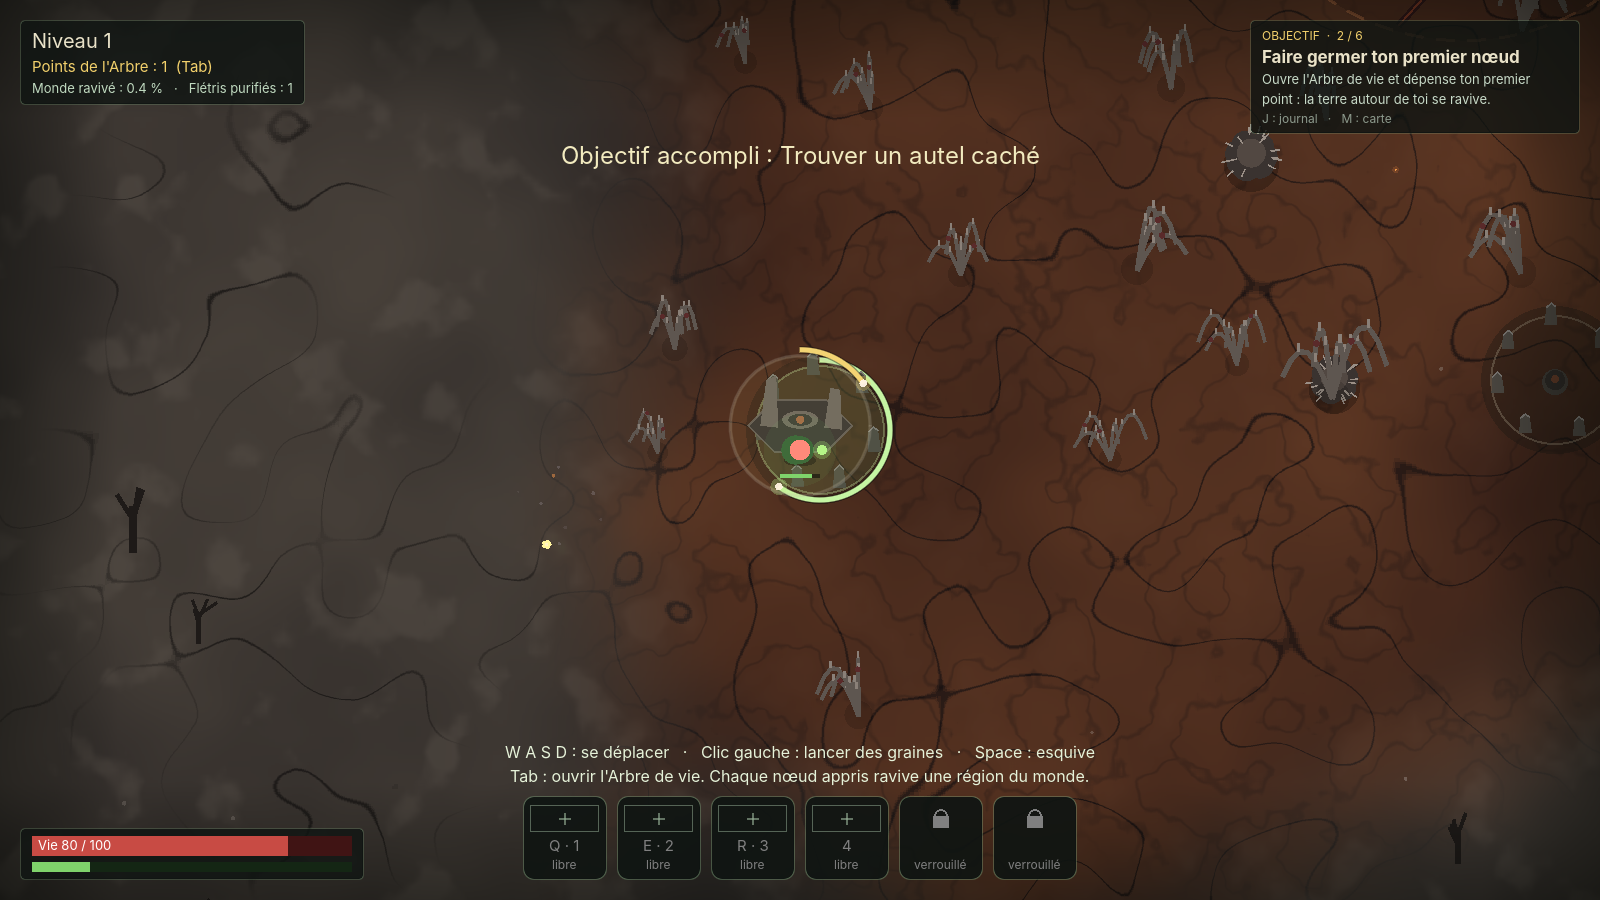 Niveau 1
Points de l'Arbre : 1  (Tab)
Monde ravivé : 0.4 %  ·  Flétris purifiés : 1
OBJECTIF · 2 / 6
Faire germer ton premier nœud
Ouvre l'Arbre de vie et dépense ton premier
point : la terre autour de toi se ravive.
J : journal  ·  M : carte
Objectif accompli : Trouver un autel caché
W A S D : se déplacer  ·  Clic gauche : lancer des graines  ·  Space : esquive
Tab : ouvrir l'Arbre de vie. Chaque nœud appris ravive une région du monde.
Vie 80 / 100
Q · 1
libre
E · 2
libre
R · 3
libre
4
libre
verrouillé
verrouillé